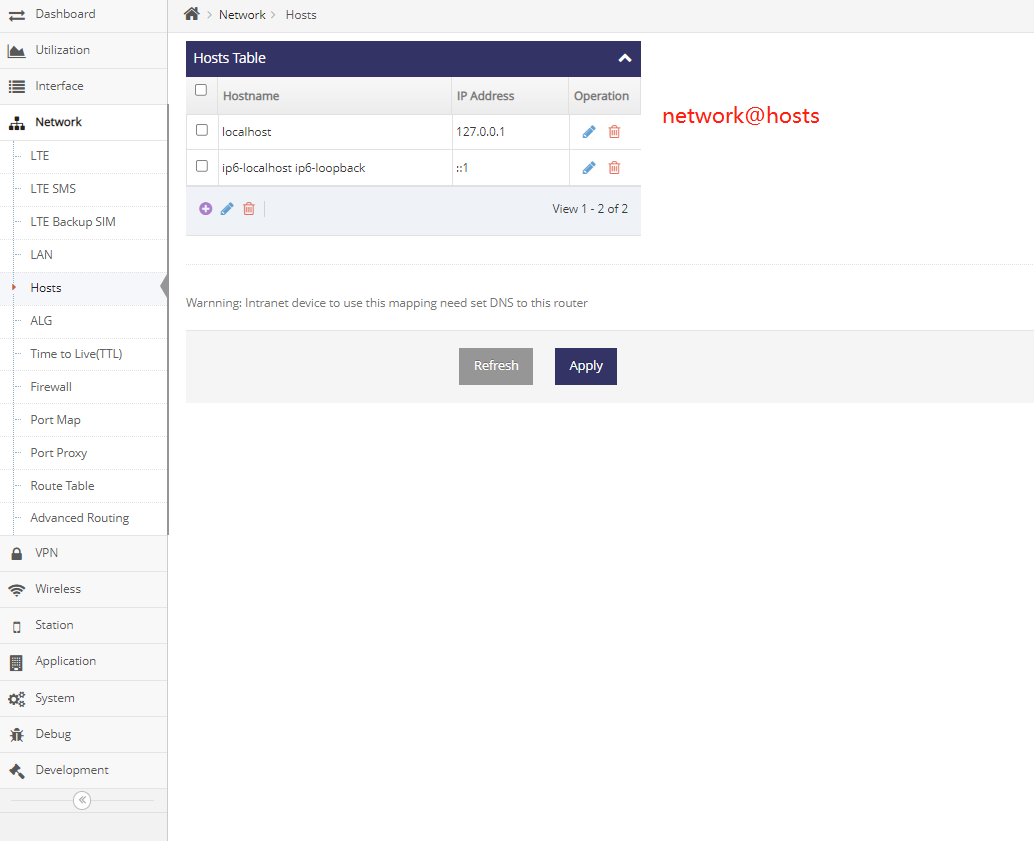 Dashboard
Utilization
Interface
Network
LTE
LTE SMS
LTE Backup SIM
LAN
Hosts
ALG
Time to Live(TTL)
Firewall
Port Map
Port Proxy
Route Table
Advanced Routing
VPN
Wireless
Station
Application
System
Debug
Development
Network Hosts
Hosts Table
Hostname IP Address Operation
localhost 127.0.0.1
ip6-localhost ip6-loopback ::1
View 1 - 2 of 2
network@hosts
Warnning: Intranet device to use this mapping need set DNS to this router
Refresh Apply